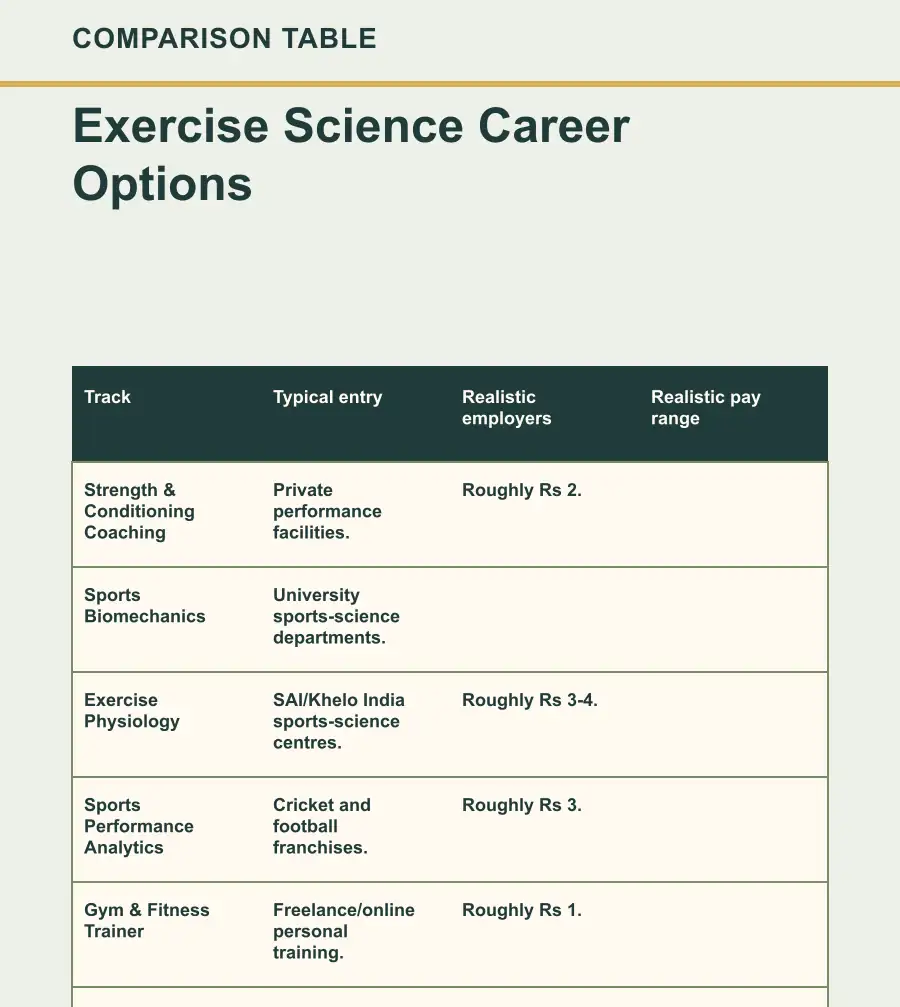 COMPARISON TABLE
Exercise Science Career
Options
Track
Typical entry
Realistic
employers
Realistic pay
range
Strength &
Conditioning
Coaching
Private
performance
facilities.
Roughly Rs 2.
Sports
Biomechanics
University
sports-science
departments.
Exercise
Physiology
SAI/Khelo India
sports-science
centres.
Roughly Rs 3-4.
Sports
Performance
Analytics
Cricket and
football
franchises.
Roughly Rs 3.
Gym & Fitness
Trainer
Freelance/online
personal
training.
Roughly Rs 1.